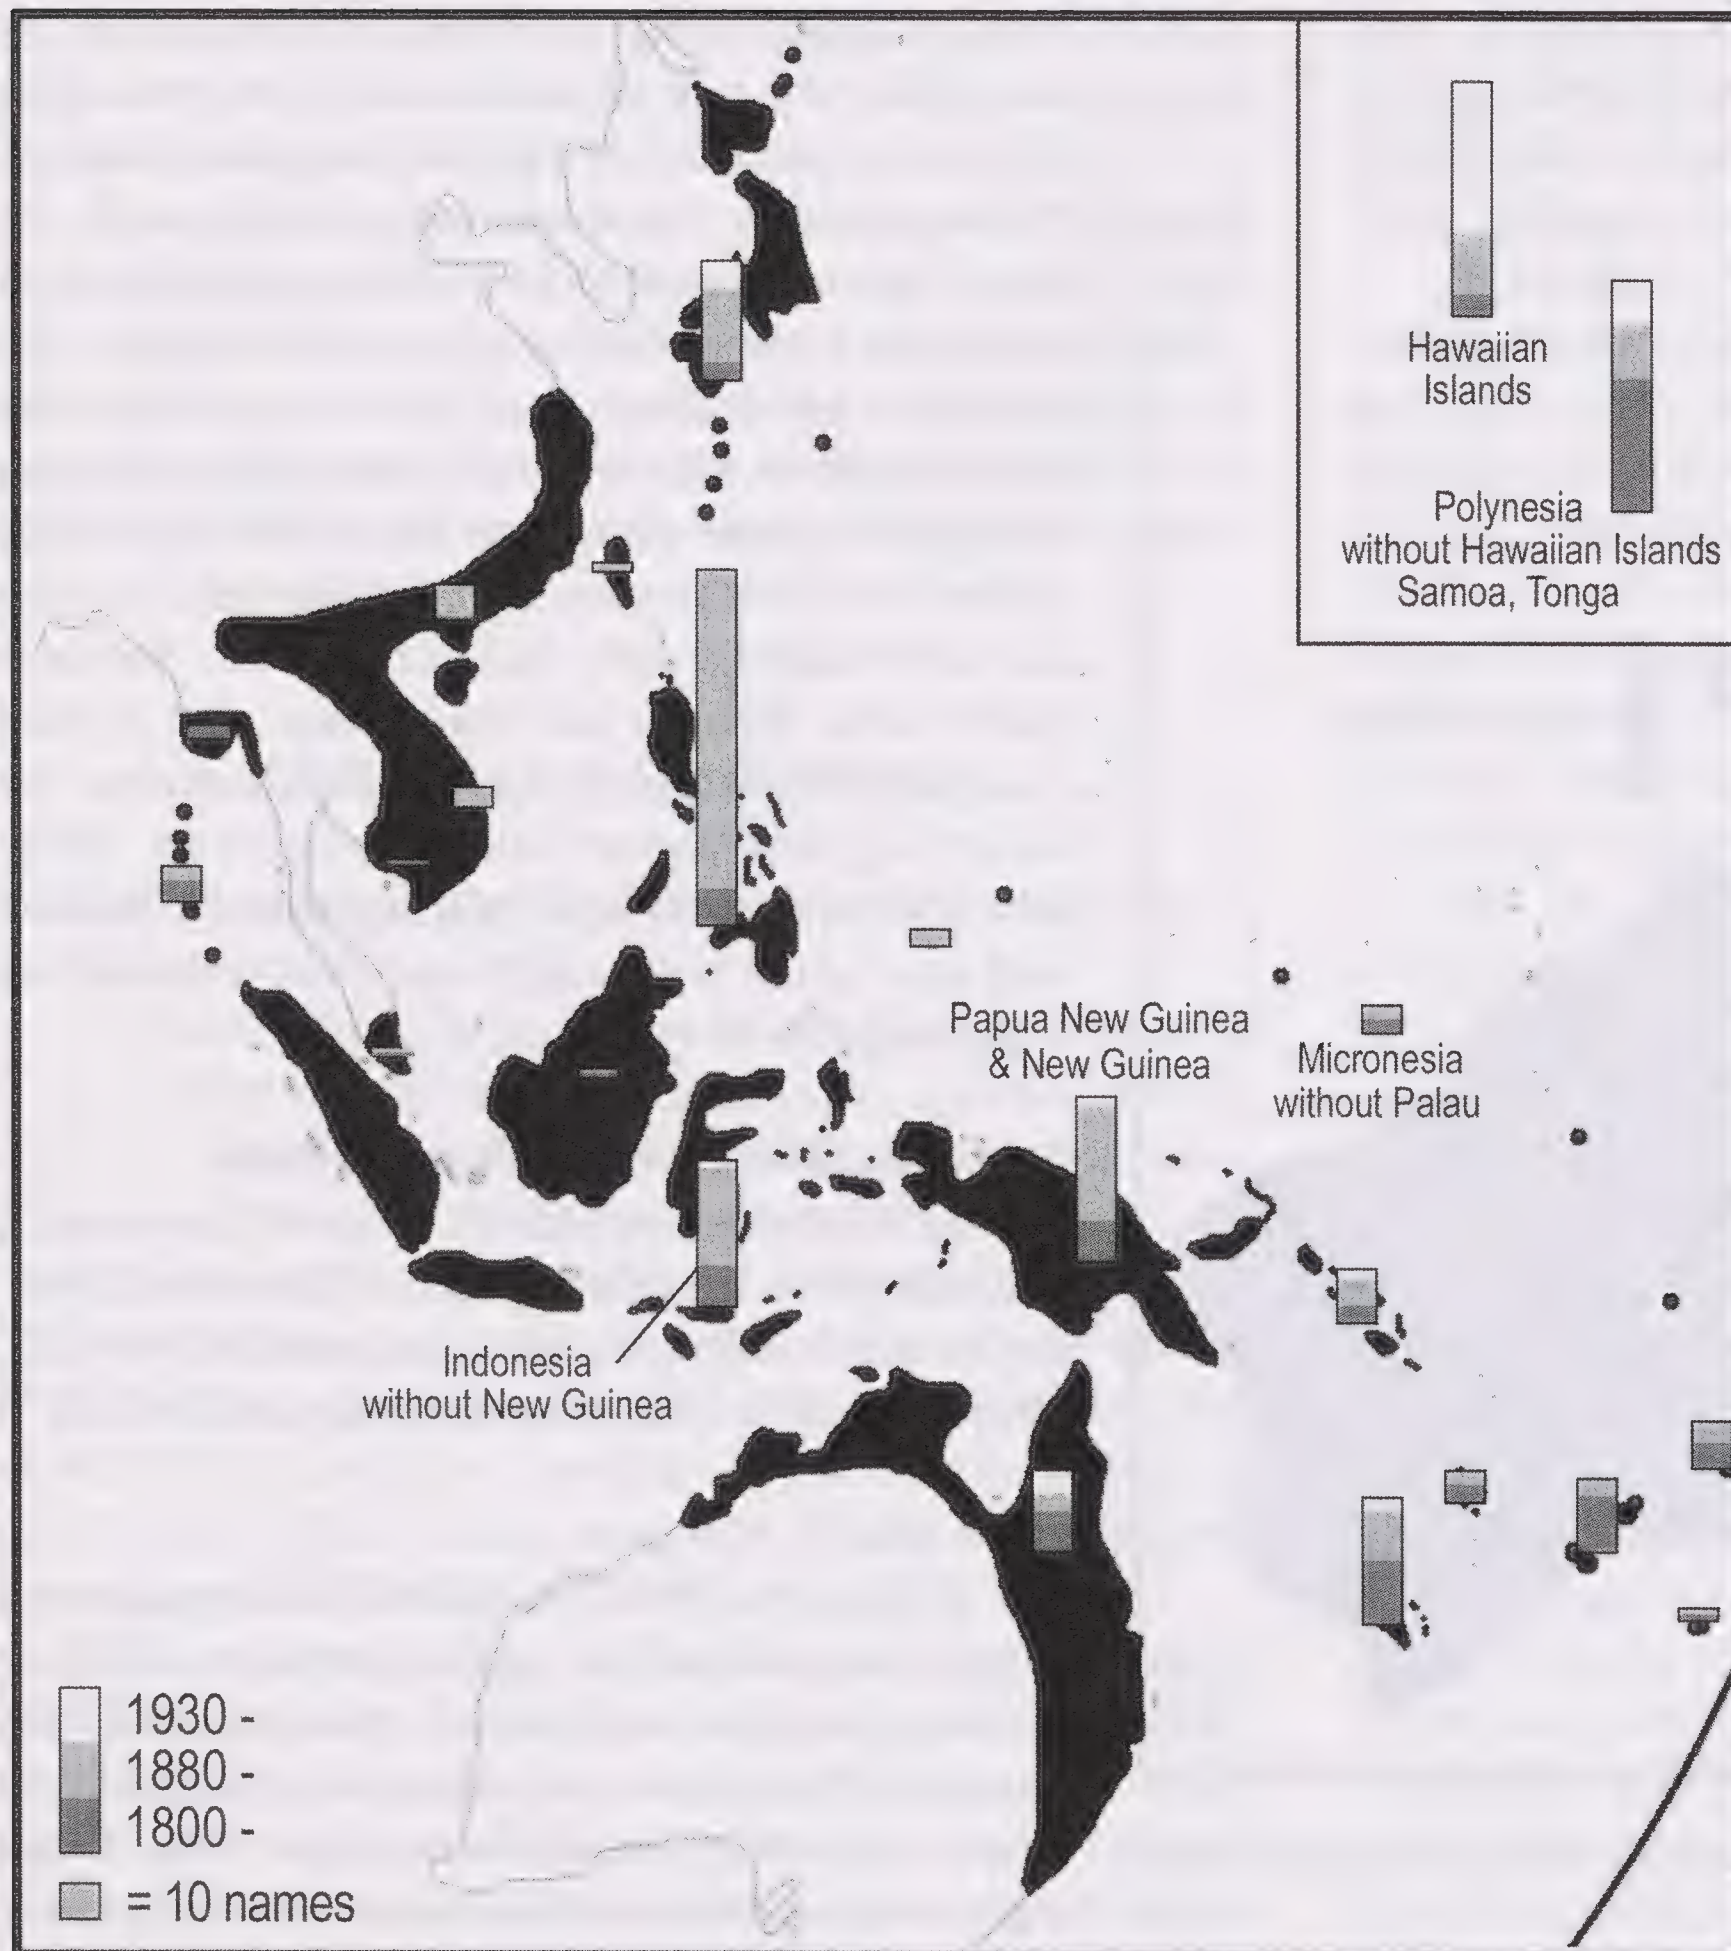 Hawaiian
Islands
Polynesia
without Hawaiian Islands
Samoa, Tonga
Papua New Guinea
& New Guinea
Micronesia
without Palau
Indonesia
without New Guinea
1930 -
1880 -
1800 -
= 10 names